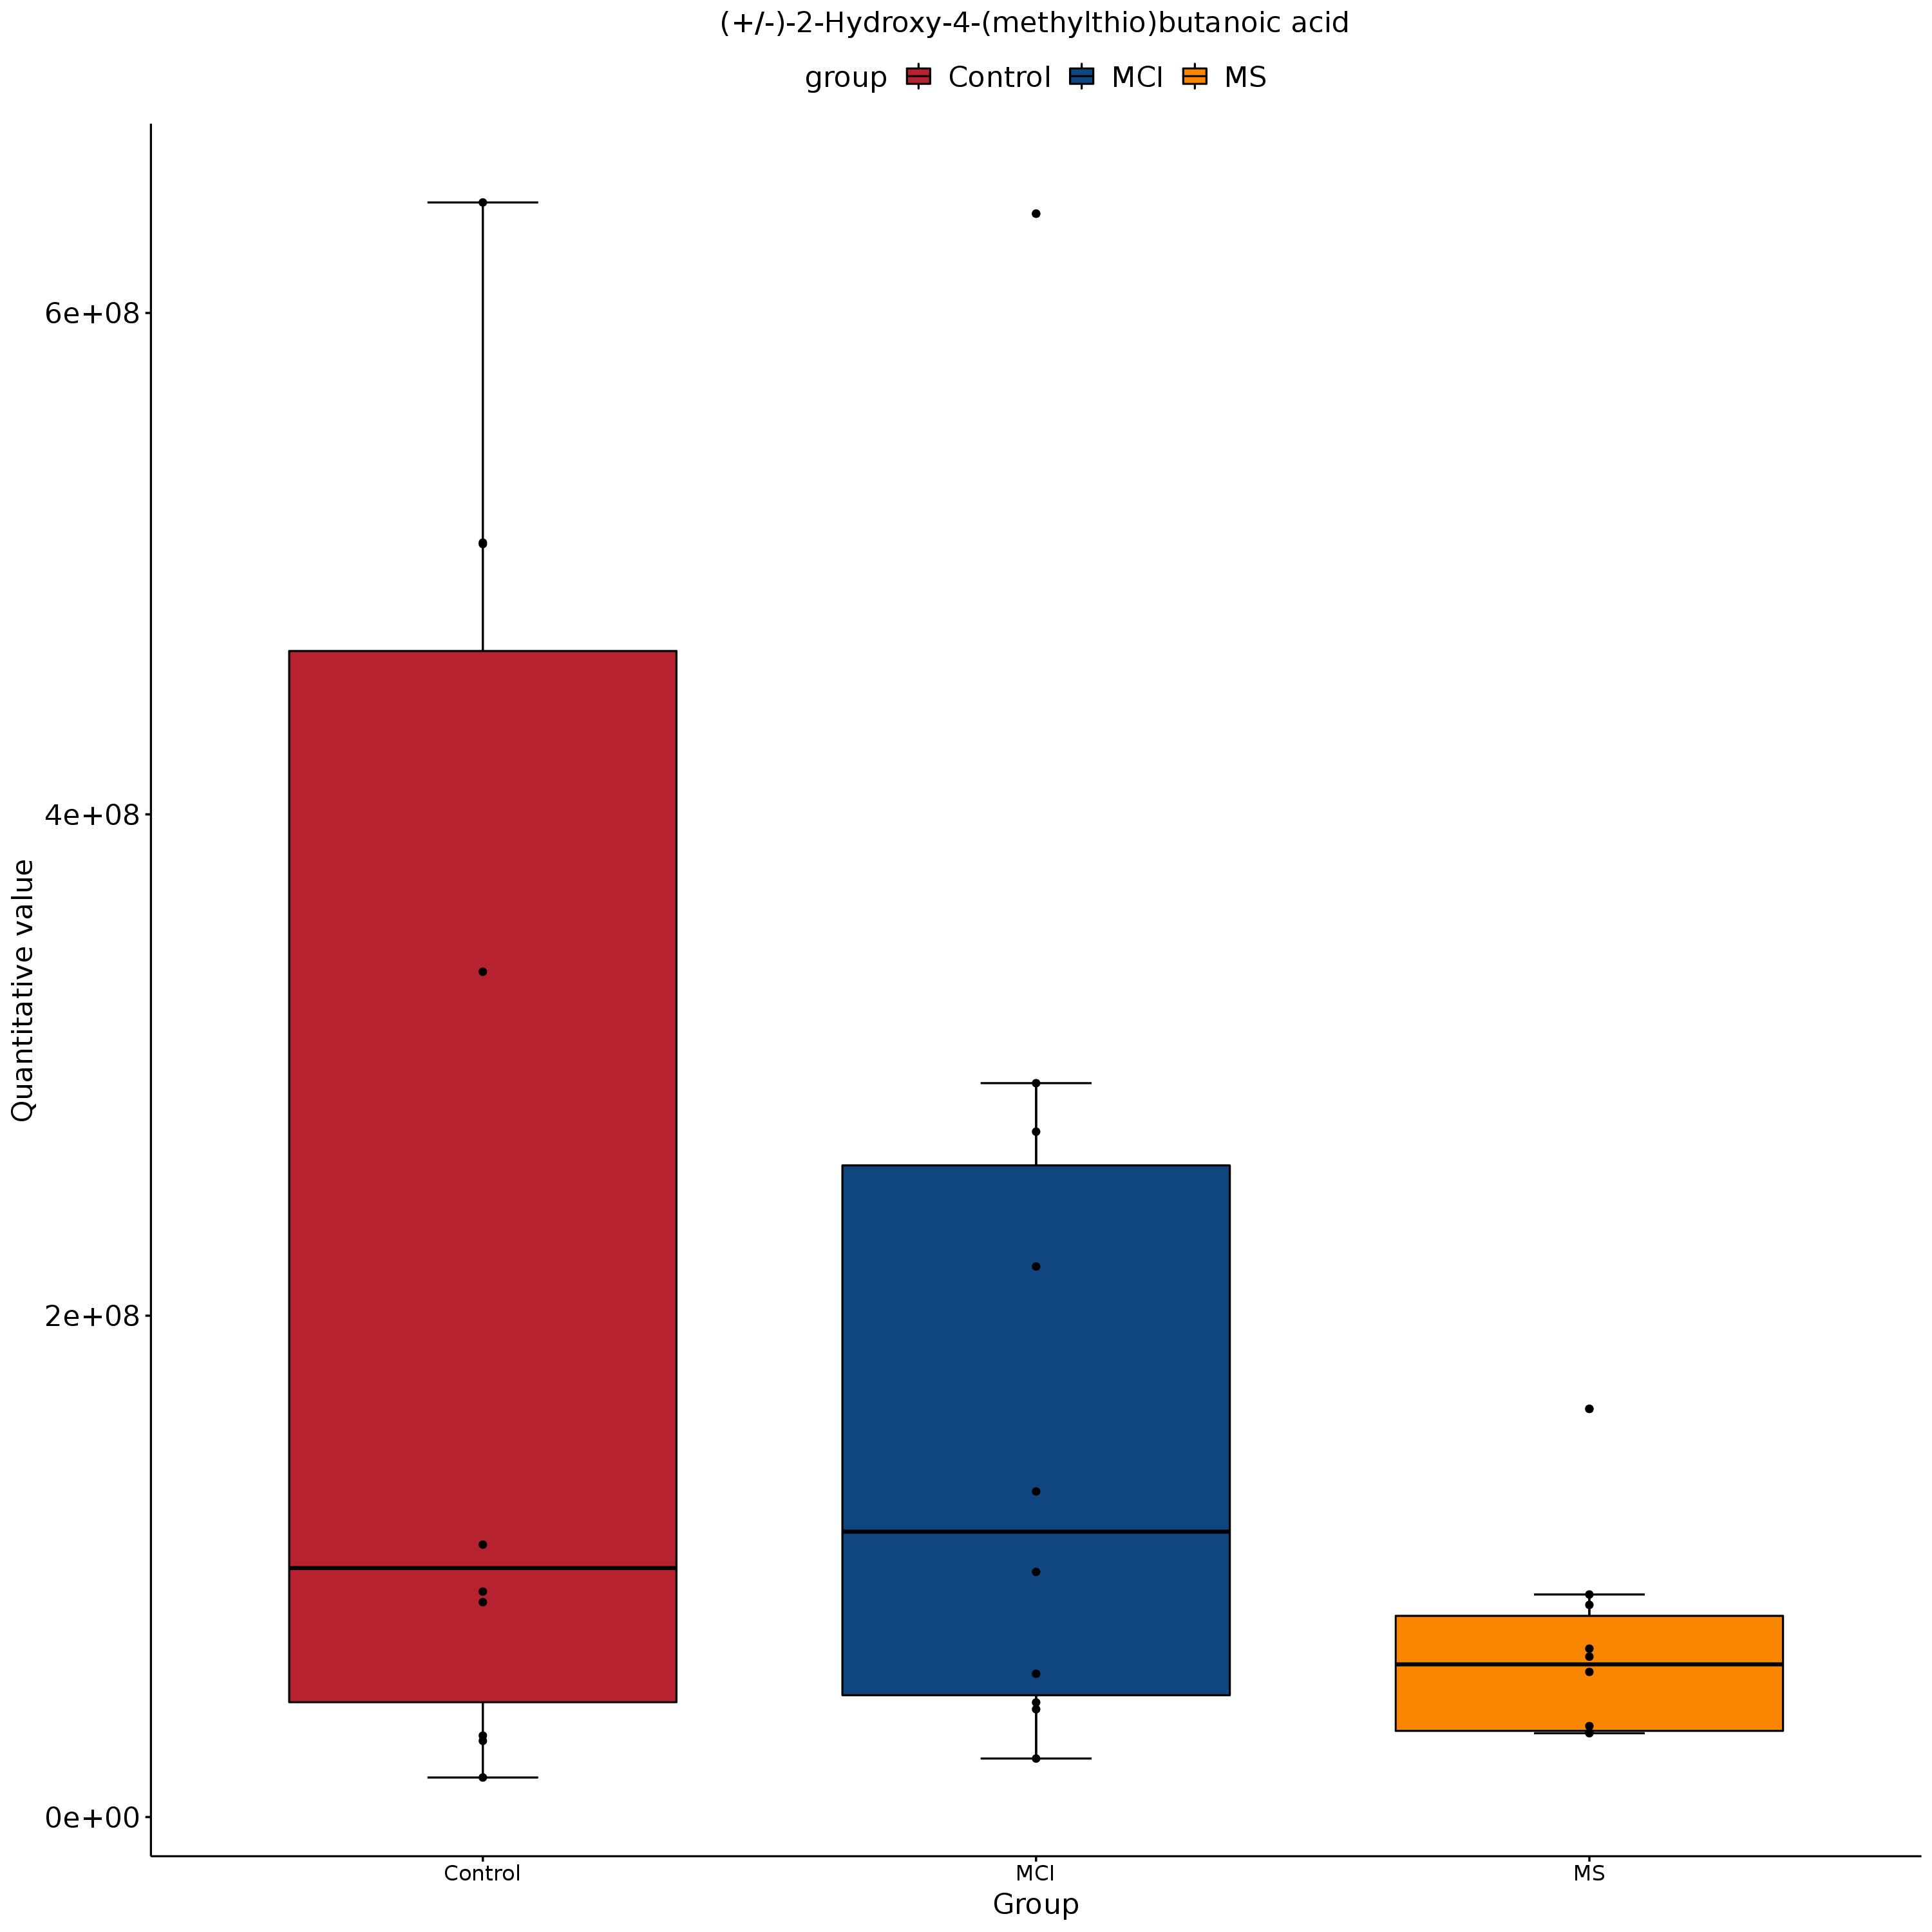 (+/-)-2-Hydroxy-4-(methylthio)butanoic acid
group Control MCI MS
6e+08
4e+08
2e+08
0e+00
Quantitative value
Control MCI MS
Group